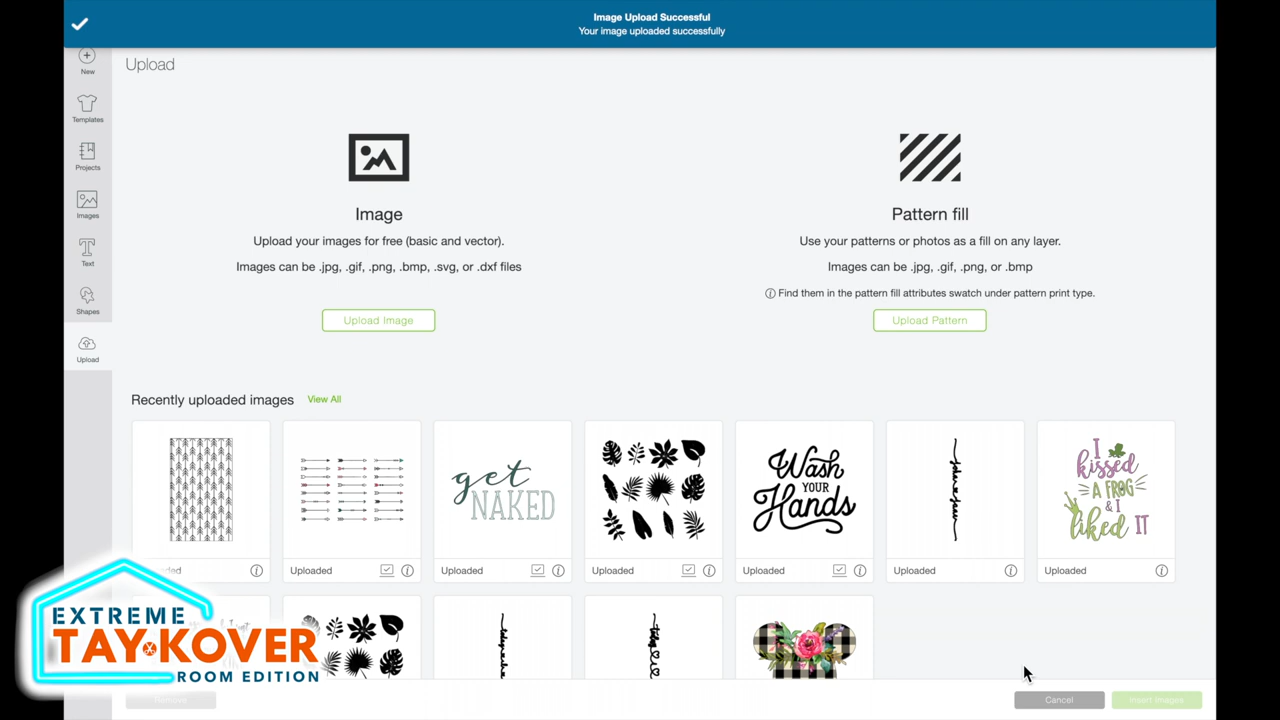 Image Upload Successful
Your image uploaded successfully
Upload
New
Templates
Projects
Images
Text
Shapes
Upload
Image
Upload your images for free (basic and vector).
Images can be .jpg, .gif, .png, .bmp, .svg, or .dxf files
Upload Image
Pattern fill
Use your patterns or photos as a fill on any layer.
Images can be .jpg, .gif, .png, or .bmp
Find them in the pattern fill attributes swatch under pattern print type.
Upload Pattern
Recently uploaded images
View All
get
NAKED
Wash
YOUR
Hands
I
kissed
A FROG
& I
liked IT
Uploaded
Uploaded
Uploaded
Uploaded
Uploaded
Uploaded
EXTREME
TAY KOVER
ROOM EDITION
Remove
Cancel
Insert Images